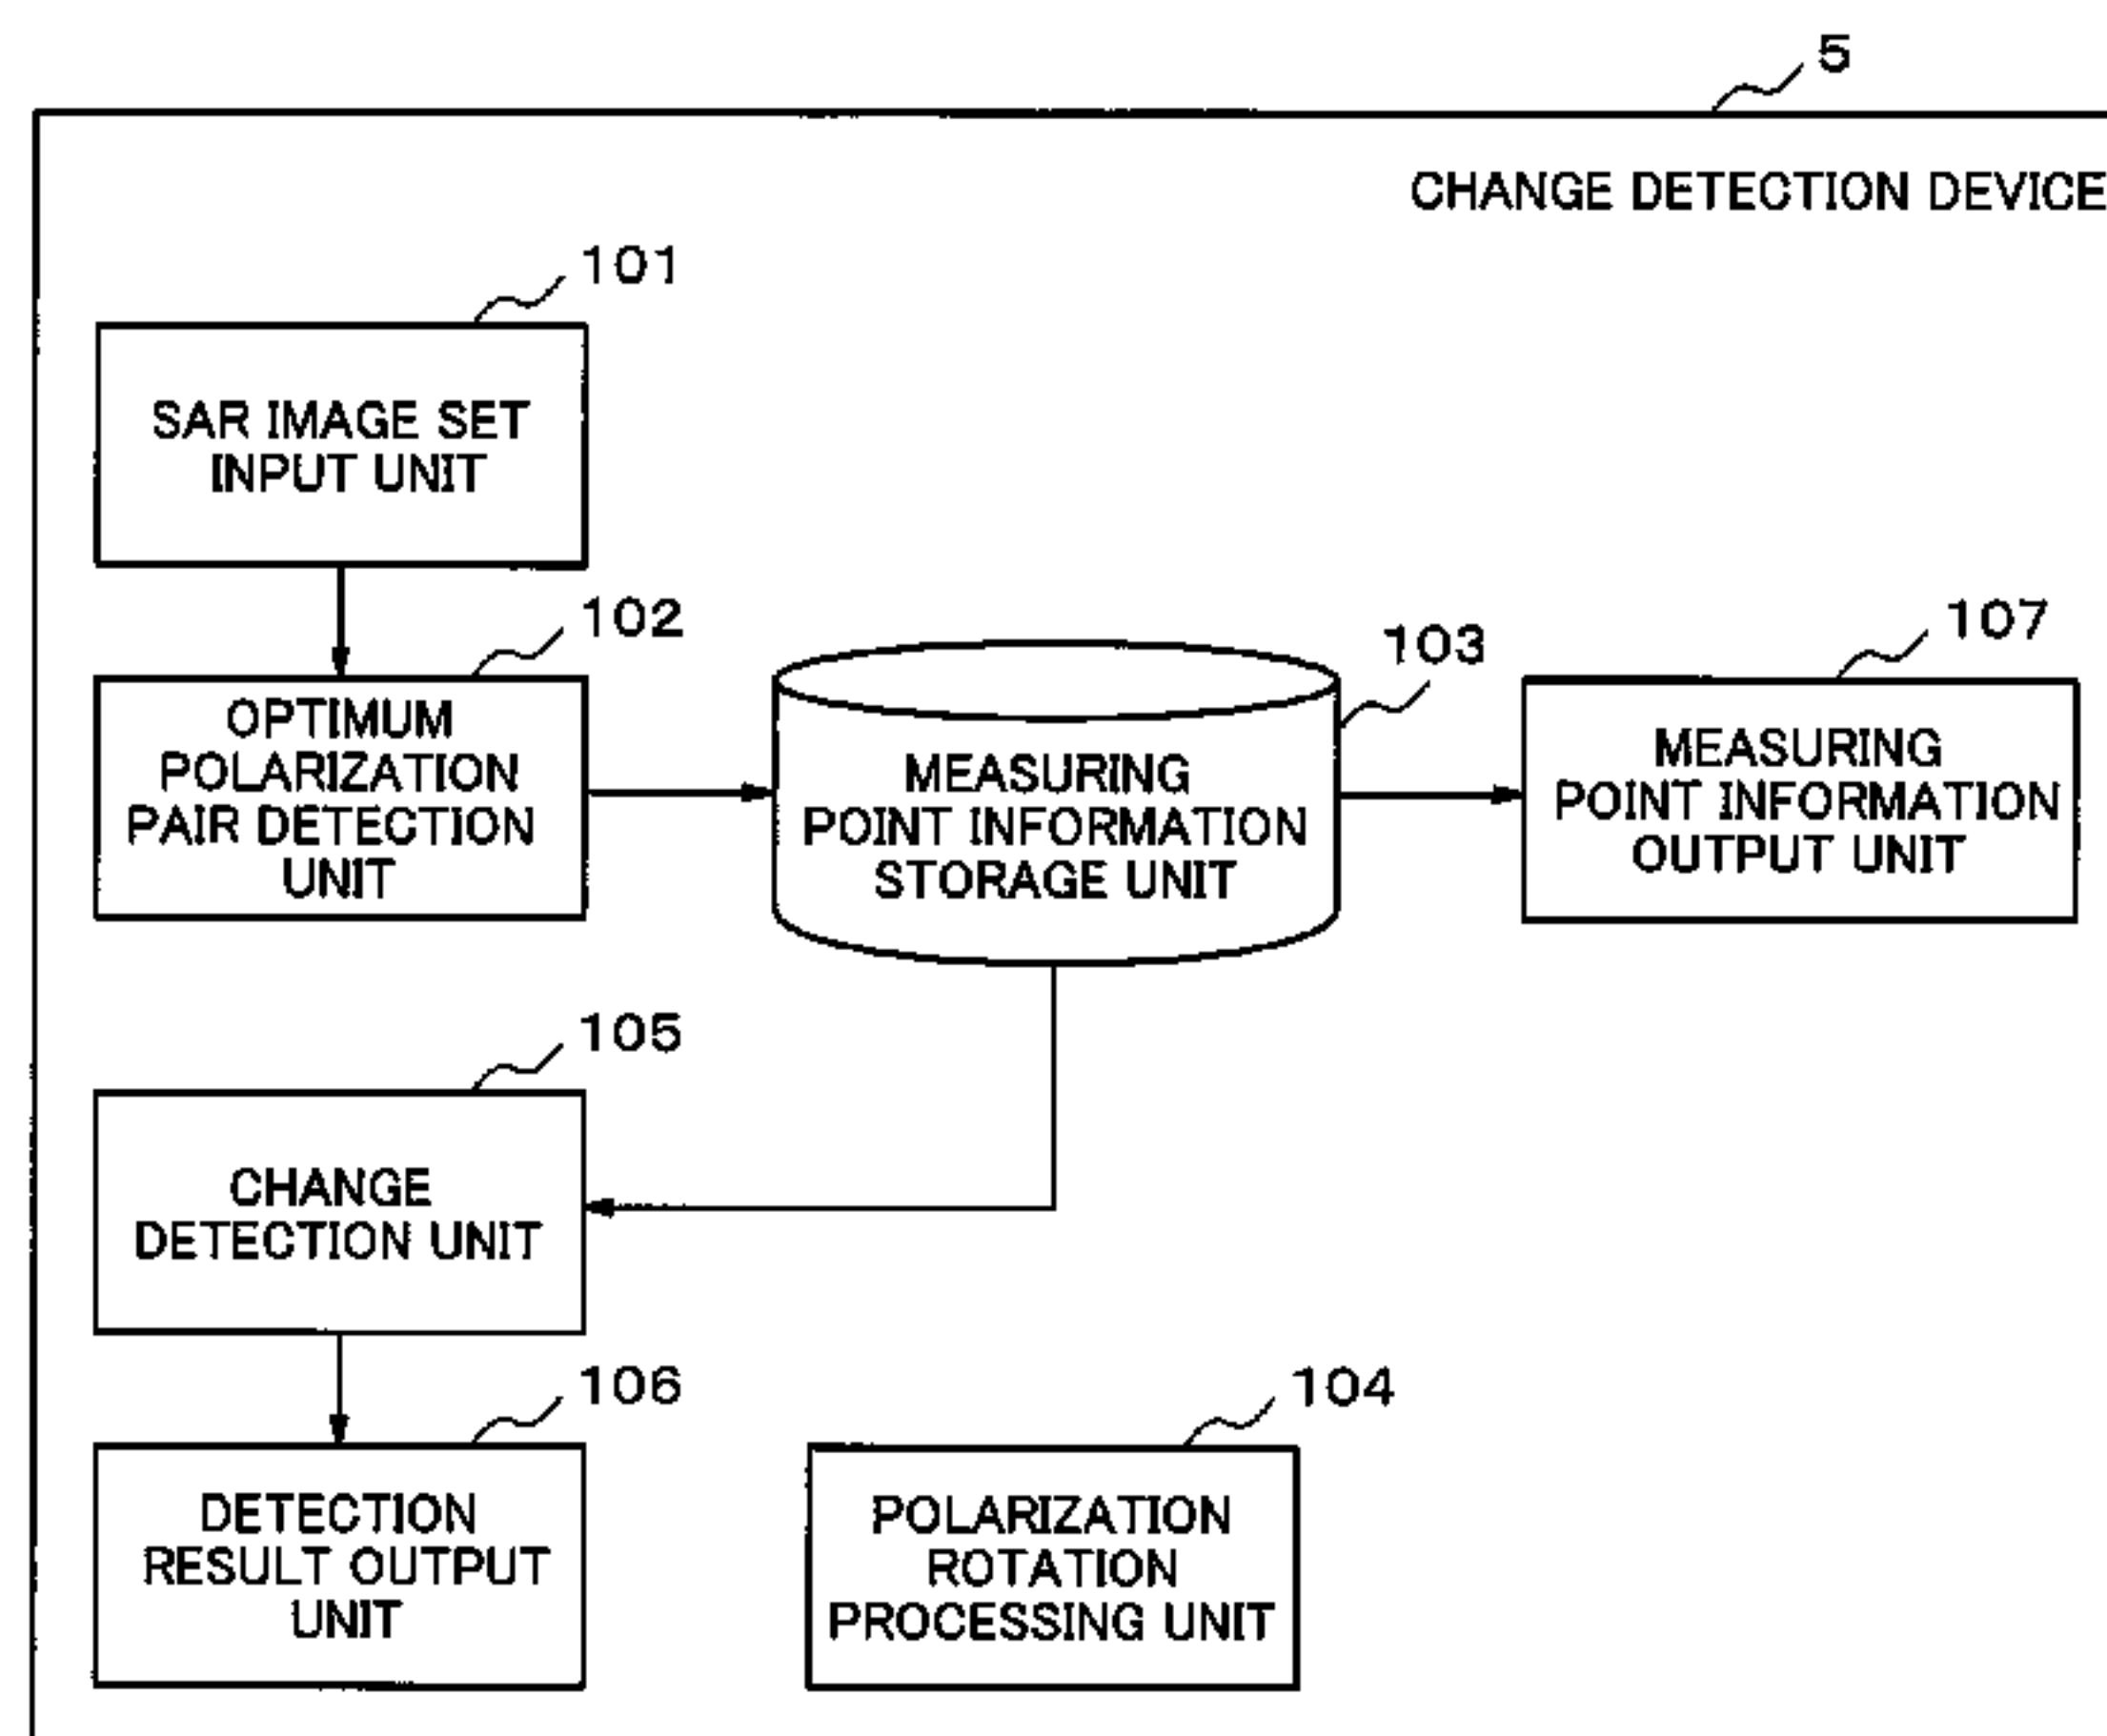 5
CHANGE DETECTION DEVICE
101
SAR IMAGE SET
INPUT UNIT
102
OPTIMUM
POLARIZATION
PAIR DETECTION
UNIT
103
MEASURING
POINT INFORMATION
STORAGE UNIT
107
MEASURING
POINT INFORMATION
OUTPUT UNIT
105
CHANGE
DETECTION UNIT
106
DETECTION
RESULT OUTPUT
UNIT
104
POLARIZATION
ROTATION
PROCESSING UNIT